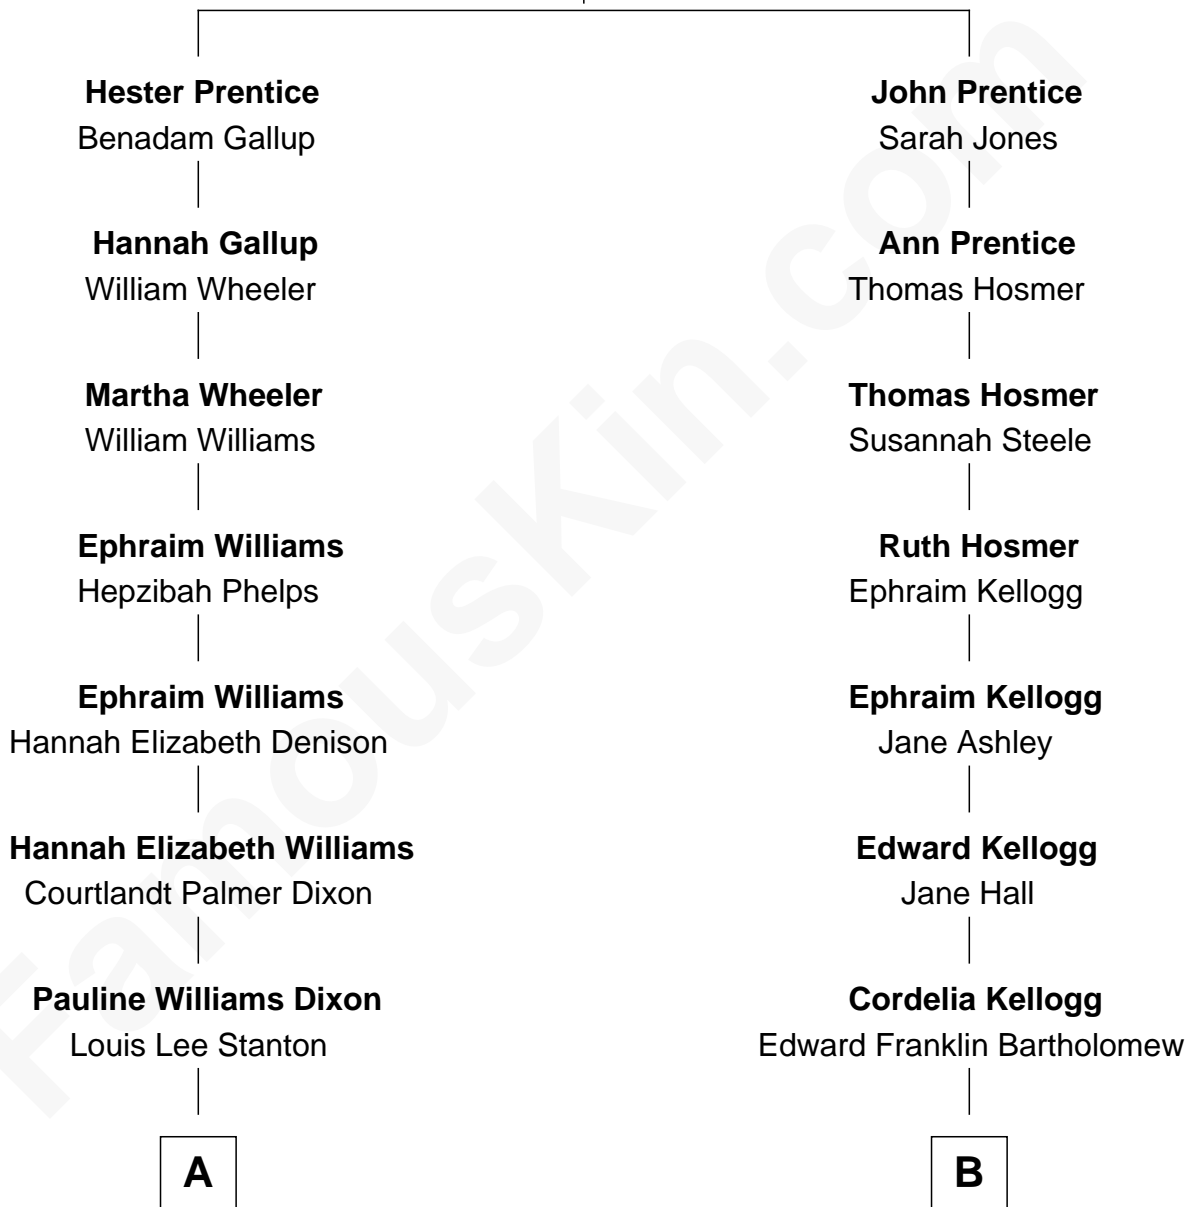 Hester Prentice
Benadam Gallup
Hannah Gallup
William Wheeler
Martha Wheeler
William Williams
Ephraim Williams
Hepzibah Phelps
Ephraim Williams
Hannah Elizabeth Denison
Hannah Elizabeth Williams
Courtlandt Palmer Dixon
Pauline Williams Dixon
Louis Lee Stanton
A
John Prentice
Sarah Jones
Ann Prentice
Thomas Hosmer
Thomas Hosmer
Susannah Steele
Ruth Hosmer
Ephraim Kellogg
Ephraim Kellogg
Jane Ashley
Edward Kellogg
Jane Hall
Cordelia Kellogg
Edward Franklin Bartholomew
B
FamousKin.com